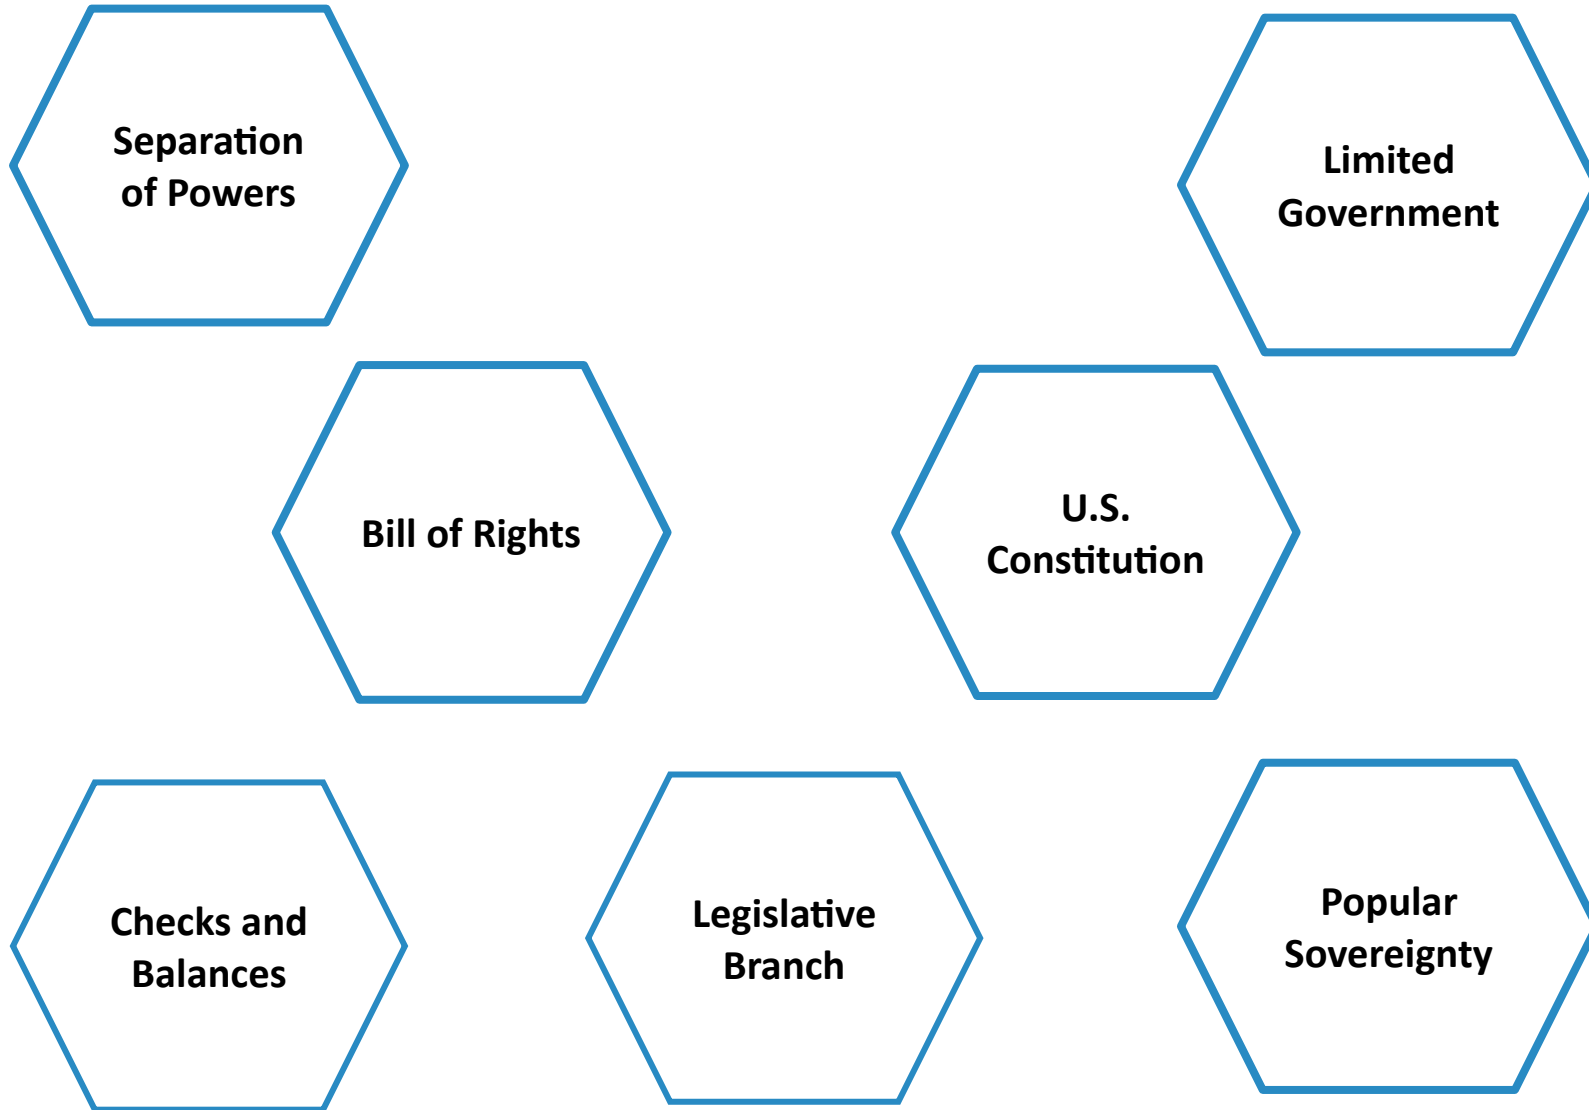 Separation
of Powers
Limited
Government
Bill of Rights
U.S.
Constitution
Checks and
Balances
Legislative
Branch
Popular
Sovereignty